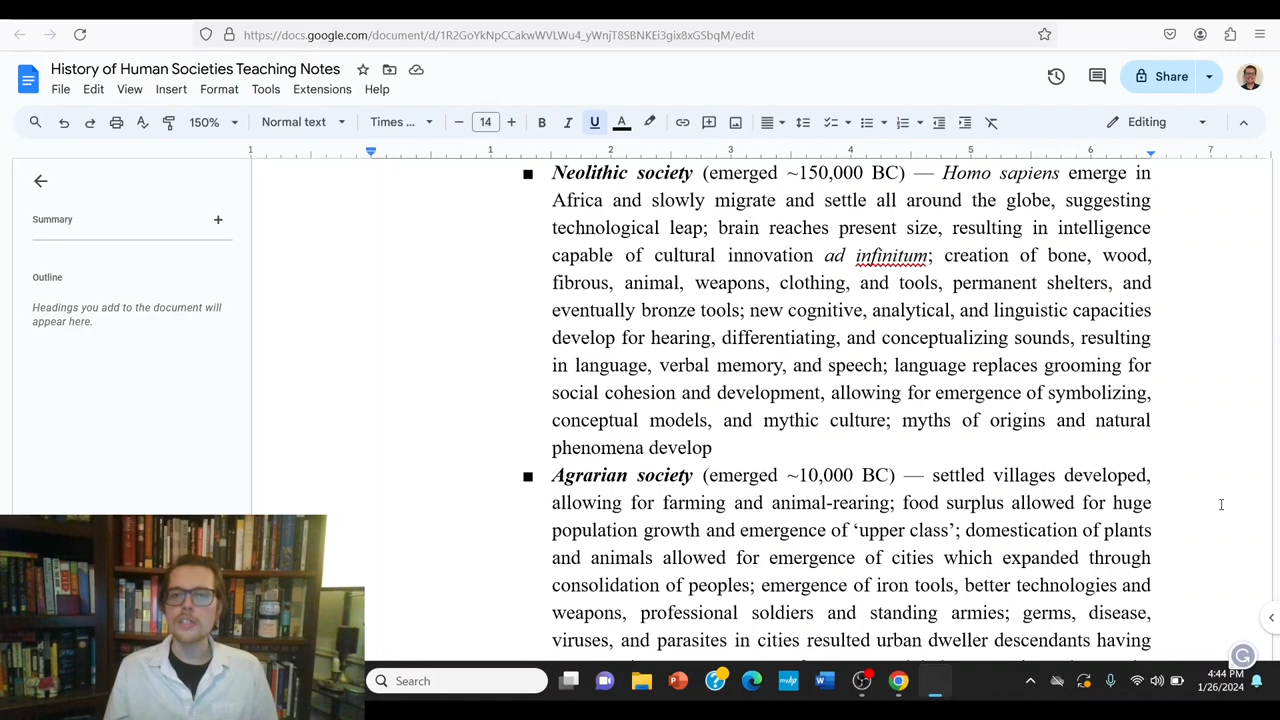 https://docs.google.com/document/d/1R2GoYkNpCCakwWVLWu4_yWnjT8SBNKEi3gix8xGSbqM/edit
History of Human Societies Teaching Notes
File Edit View Insert Format Tools Extensions Help
Share
150% Normal text Times ... 14 B I U A Editing
1 1 2 3 4 5 6 7
Summary
Outline
Headings you add to the document will
appear here.
■ Neolithic society (emerged ~150,000 BC) — Homo sapiens emerge in
Africa and slowly migrate and settle all around the globe, suggesting
technological leap; brain reaches present size, resulting in intelligence
capable of cultural innovation ad infinitum; creation of bone, wood,
fibrous, animal, weapons, clothing, and tools, permanent shelters, and
eventually bronze tools; new cognitive, analytical, and linguistic capacities
develop for hearing, differentiating, and conceptualizing sounds, resulting
in language, verbal memory, and speech; language replaces grooming for
social cohesion and development, allowing for emergence of symbolizing,
conceptual models, and mythic culture; myths of origins and natural
phenomena develop
■ Agrarian society (emerged ~10,000 BC) — settled villages developed,
allowing for farming and animal-rearing; food surplus allowed for huge
population growth and emergence of ‘upper class’; domestication of plants
and animals allowed for emergence of cities which expanded through
consolidation of peoples; emergence of iron tools, better technologies and
weapons, professional soldiers and standing armies; germs, disease,
viruses, and parasites in cities resulted urban dweller descendants having
Search
4:44 PM
1/26/2024